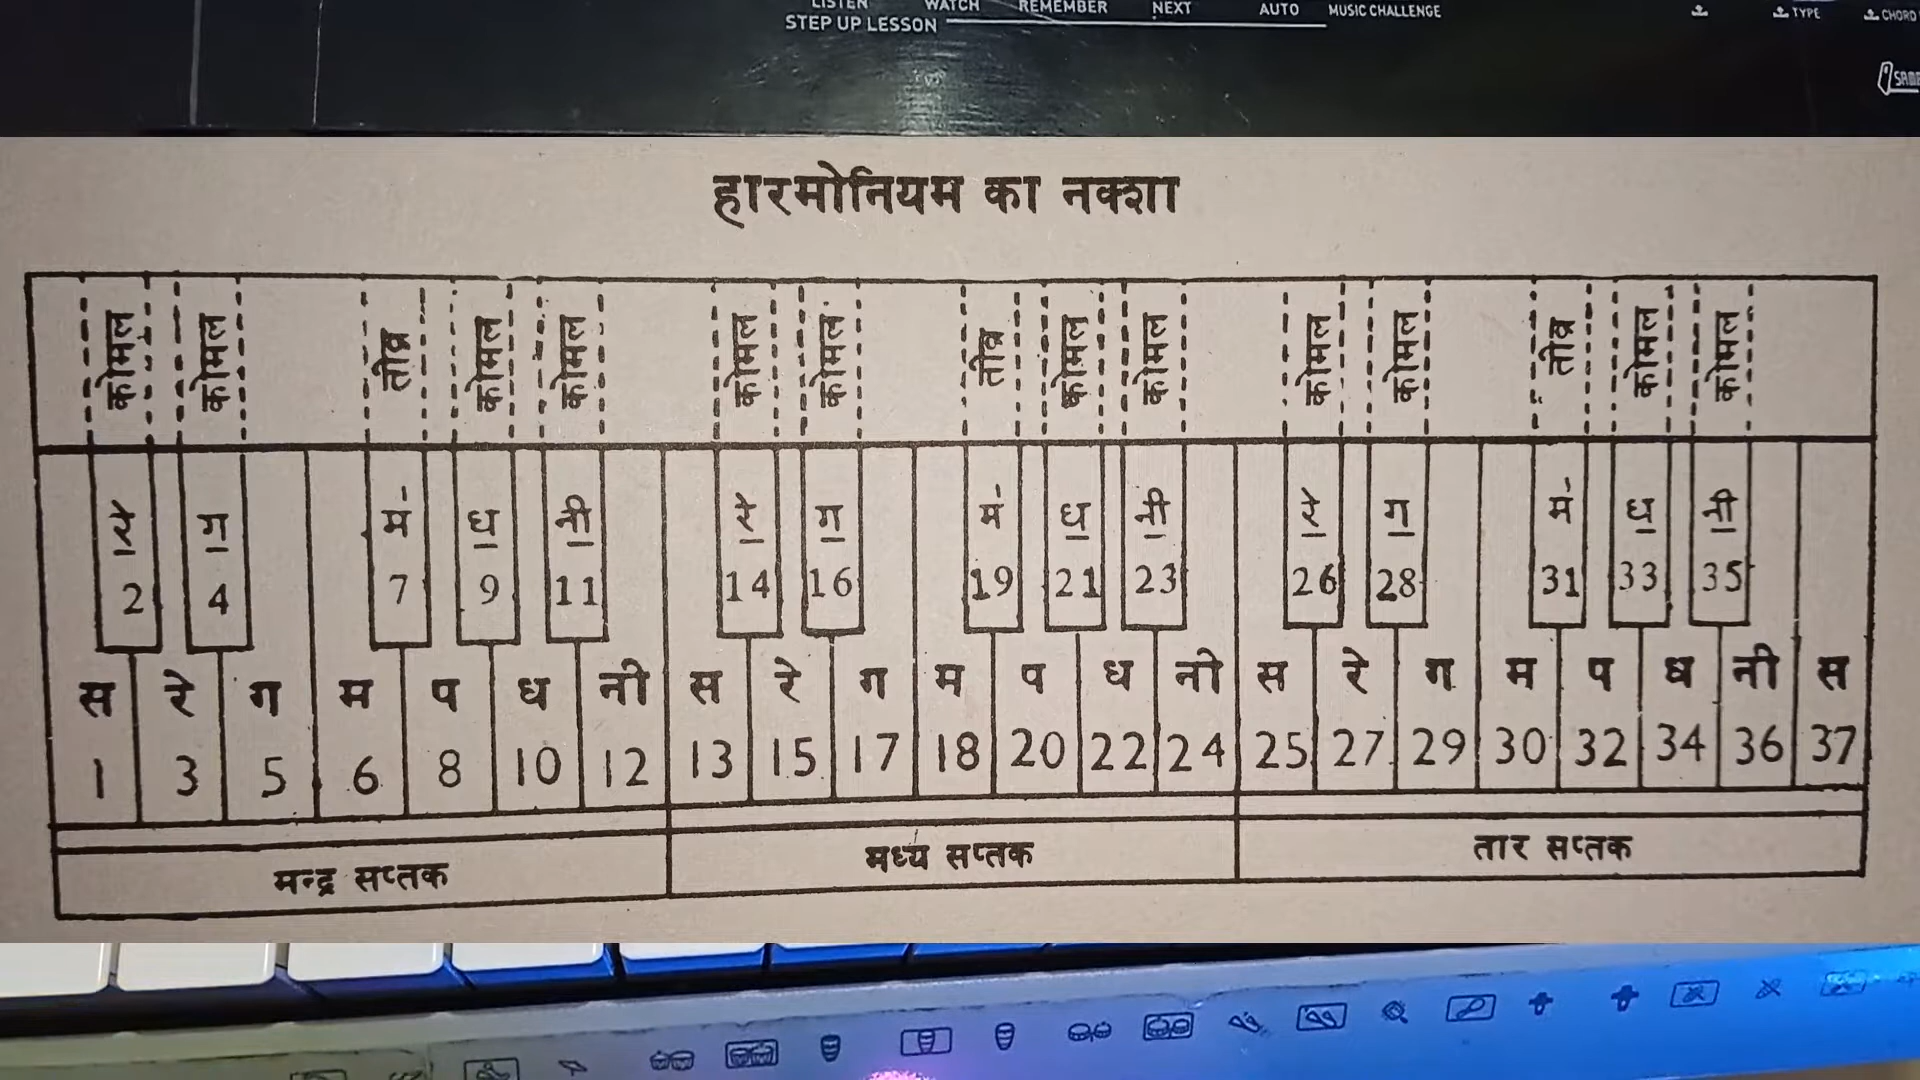 LISTEN WATCH REMEMBER NEXT AUTO MUSIC CHALLENGE TYPE CHORD
STEP UP LESSON
हारमोनियम का नक्शा
कोमल कोमल तीव्र कोमल कोमल कोमल कोमल तीव्र कोमल कोमल कोमल कोमल तीव्र कोमल कोमल
रे॒ ग॒ म॑ ध॒ नी॒ रे॒ ग॒ म॑ ध॒ नी॒ रे॒ ग॒ म॑ ध॒ नी॒
2 4 7 9 11 14 16 19 21 23 26 28 31 33 35
स रे ग म प ध नी स रे ग म प ध नी स रे ग म प ध नी स
1 3 5 6 8 10 12 13 15 17 18 20 22 24 25 27 29 30 32 34 36 37
मन्द्र सप्तक मध्य सप्तक तार सप्तक